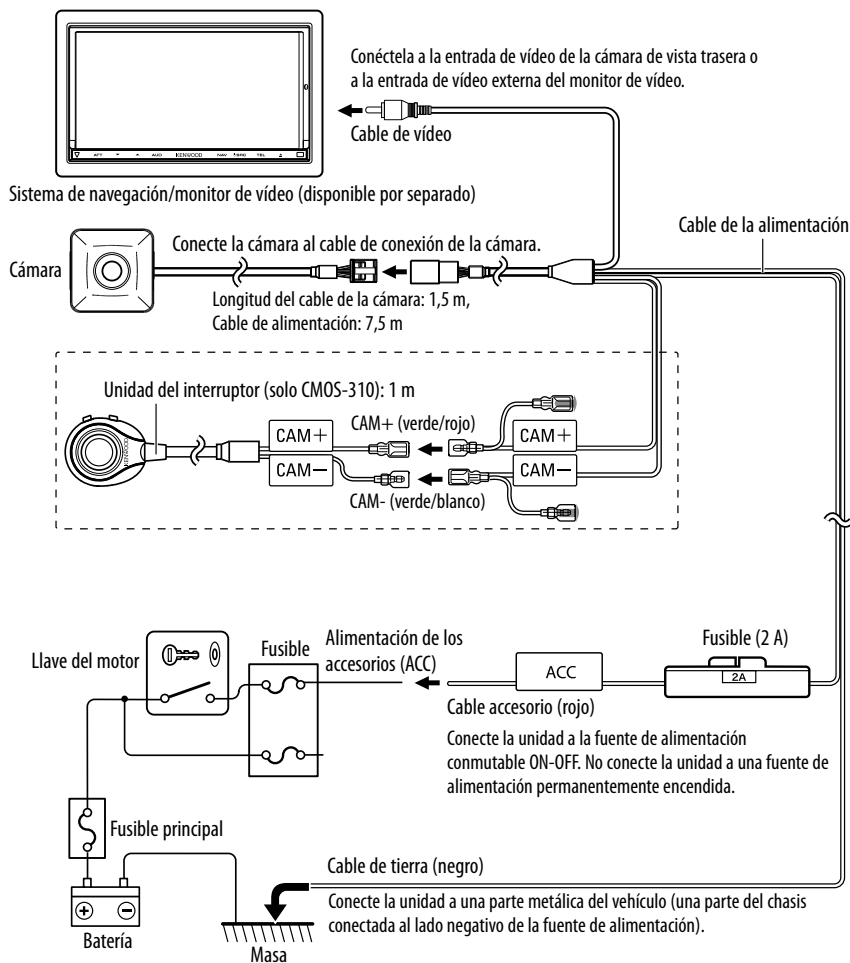 Conéctela a la entrada de vídeo de la cámara de vista trasera o
a la entrada de vídeo externa del monitor de vídeo.
Cable de vídeo
ATT
AUD
KENWOOD
NAV
SRC
TEL
Sistema de navegación/monitor de vídeo (disponible por separado)
Cable de la alimentación
Conecte la cámara al cable de conexión de la cámara.
Cámara
Longitud del cable de la cámara: 1,5 m,
Cable de alimentación: 7,5 m
Unidad del interruptor (solo CMOS-310): 1 m
KENWOOD
CAM+ (verde/rojo)
CAM+
CAM+
CAM−
CAM−
CAM- (verde/blanco)
Llave del motor
Fusible
Alimentación de los
accesorios (ACC)
ACC
Fusible (2 A)
2A
Cable accesorio (rojo)
Conecte la unidad a la fuente de alimentación
conmutable ON-OFF. No conecte la unidad a una fuente de
alimentación permanentemente encendida.
Fusible principal
Cable de tierra (negro)
Conecte la unidad a una parte metálica del vehículo (una parte del chasis
conectada al lado negativo de la fuente de alimentación).
+
−
Batería
Masa